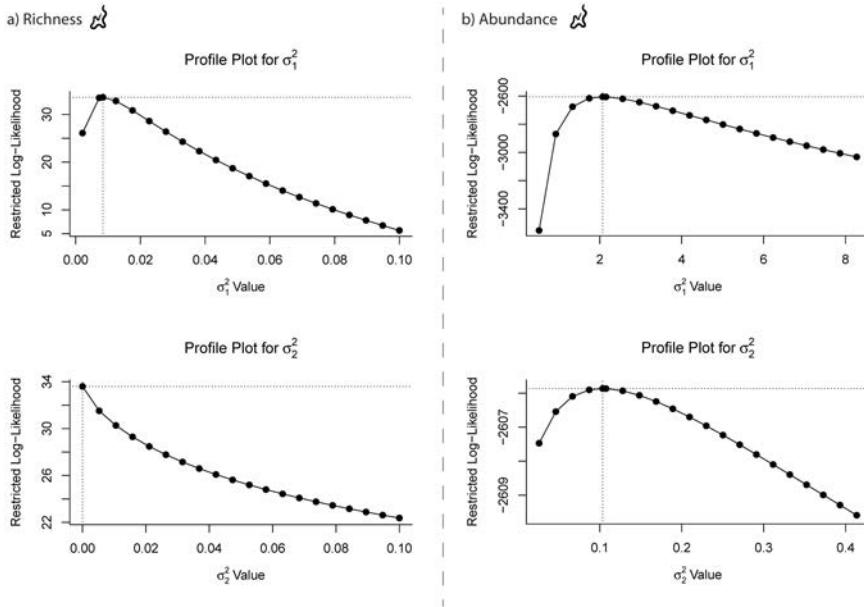 a) Richness
Profile Plot for σ₁²
Restricted Log−Likelihood
30
20
10
5
0.00 0.02 0.04 0.06 0.08 0.10
σ₁² Value
Profile Plot for σ₂²
Restricted Log−Likelihood
34
30
26
22
0.00 0.02 0.04 0.06 0.08 0.10
σ₂² Value
b) Abundance
Profile Plot for σ₁²
Restricted Log−Likelihood
−2600
−3000
−3400
2 4 6 8
σ₁² Value
Profile Plot for σ₂²
Restricted Log−Likelihood
−2607
−2609
0.1 0.2 0.3 0.4
σ₂² Value